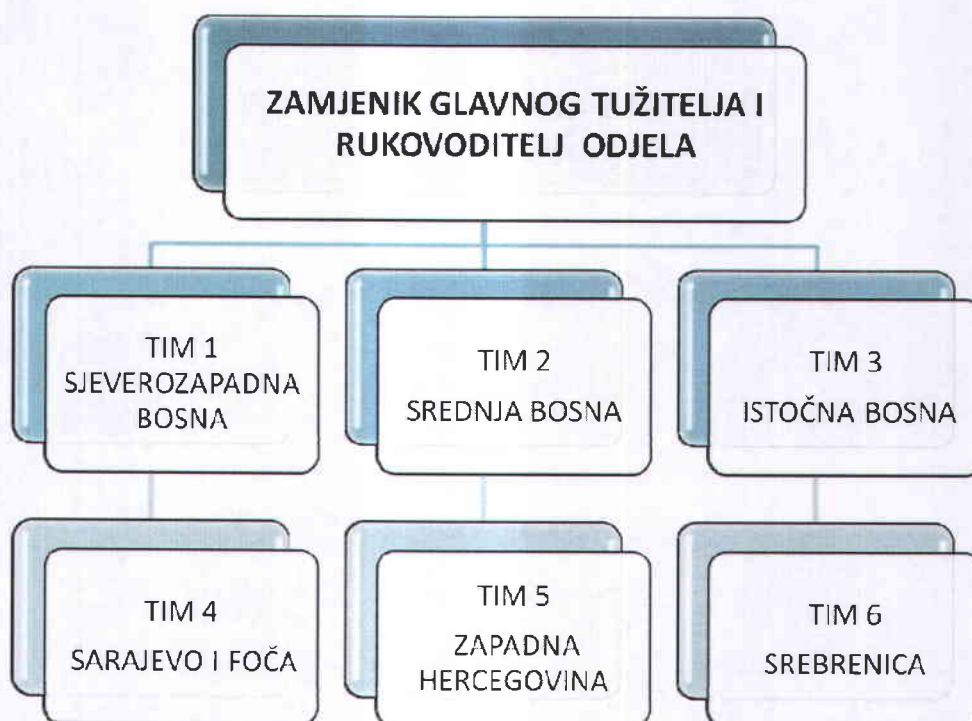 ZAMJENIK GLAVNOG TUŽITELJA I
RUKOVODITELJ ODJELA
TIM 1
SJEVEROZAPADNA
BOSNA
TIM 2
SREDNJA BOSNA
TIM 3
ISTOČNA BOSNA
TIM 4
SARAJEVO I FOČA
TIM 5
ZAPADNA
HERCEGOVINA
TIM 6
SREBRENICA